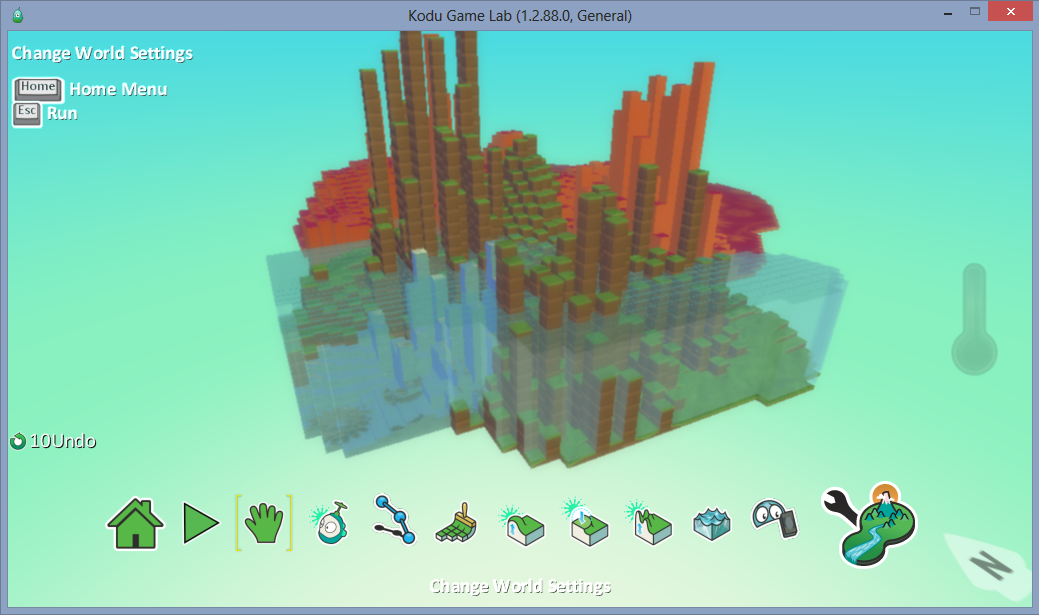 Kodu Game Lab (1.2.88.0, General)
Change World Settings
Home Home Menu
Esc Run
10Undo
Change World Settings
N